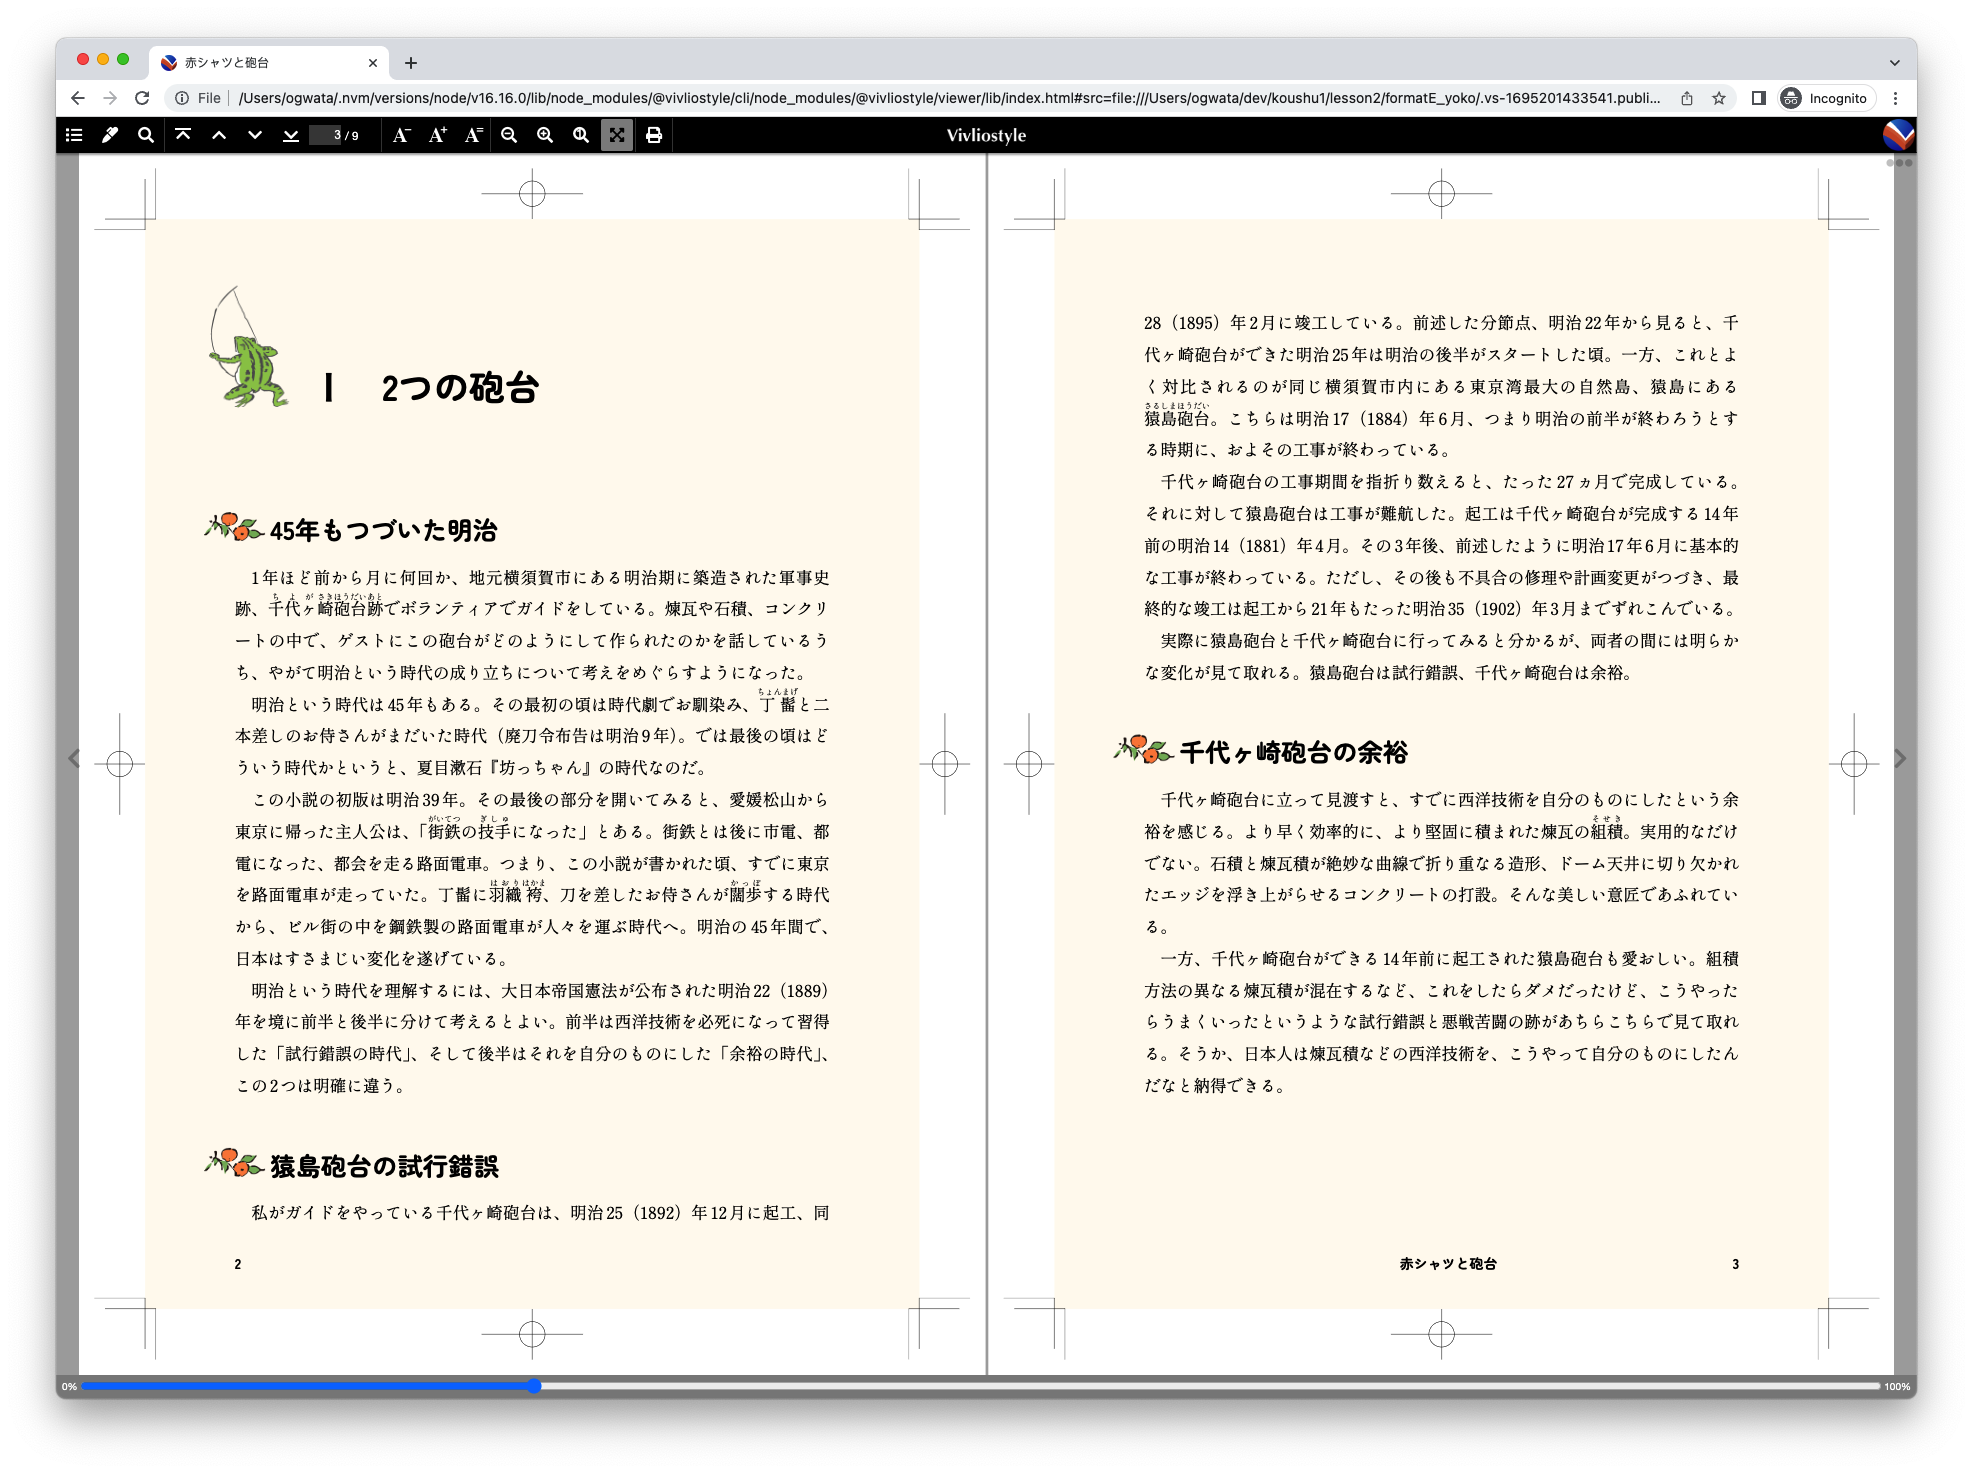 赤シャツと砲台
File
/Users/ogwata/.nvm/versions/node/v16.16.0/lib/node_modules/@vivliostyle/cli/node_modules/@vivliostyle/viewer/lib/index.html#src=file:///Users/ogwata/dev/koushu1/lesson2/formatE_yoko/.vs-1695201433541.publi...
Incognito
3 / 9
A- A+ A=
Vivliostyle
I 2つの砲台
45年もつづいた明治
1年ほど前から月に何回か、地元横須賀市にある明治期に築造された軍事史
ちよがさきほうだいあと
跡、千代ヶ崎砲台跡でボランティアでガイドをしている。煉瓦や石積、コンクリ
ートの中で、ゲストにこの砲台がどのようにして作られたのかを話しているう
ち、やがて明治という時代の成り立ちについて考えをめぐらすようになった。
ちょんまげ
明治という時代は45年もある。その最初の頃は時代劇でお馴染み、丁髷と二
本差しのお侍さんがまだいた時代（廃刀令布告は明治9年）。では最後の頃はど
ういう時代かというと、夏目漱石『坊っちゃん』の時代なのだ。
この小説の初版は明治39年。その最後の部分を開いてみると、愛媛松山から
がいてつ ぎしゅ
東京に帰った主人公は、「街鉄の技手になった」とある。街鉄とは後に市電、都
電になった、都会を走る路面電車。つまり、この小説が書かれた頃、すでに東京
はおりはかま かっぽ
を路面電車が走っていた。丁髷に羽織袴、刀を差したお侍さんが闊歩する時代
から、ビル街の中を鋼鉄製の路面電車が人々を運ぶ時代へ。明治の45年間で、
日本はすさまじい変化を遂げている。
明治という時代を理解するには、大日本帝国憲法が公布された明治22（1889）
年を境に前半と後半に分けて考えるとよい。前半は西洋技術を必死になって習得
した「試行錯誤の時代」、そして後半はそれを自分のものにした「余裕の時代」、
この2つは明確に違う。
猿島砲台の試行錯誤
私がガイドをやっている千代ヶ崎砲台は、明治25（1892）年12月に起工、同
2
28（1895）年2月に竣工している。前述した分節点、明治22年から見ると、千
代ヶ崎砲台ができた明治25年は明治の後半がスタートした頃。一方、これとよ
く対比されるのが同じ横須賀市内にある東京湾最大の自然島、猿島にある
さるしまほうだい
猿島砲台。こちらは明治17（1884）年6月、つまり明治の前半が終わろうとす
る時期に、およその工事が終わっている。
千代ヶ崎砲台の工事期間を指折り数えると、たった27ヵ月で完成している。
それに対して猿島砲台は工事が難航した。起工は千代ヶ崎砲台が完成する14年
前の明治14（1881）年4月。その3年後、前述したように明治17年6月に基本的
な工事が終わっている。ただし、その後も不具合の修理や計画変更がつづき、最
終的な竣工は起工から21年もたった明治35（1902）年3月までずれこんでいる。
実際に猿島砲台と千代ヶ崎砲台に行ってみると分かるが、両者の間には明らか
な変化が見て取れる。猿島砲台は試行錯誤、千代ヶ崎砲台は余裕。
千代ヶ崎砲台の余裕
千代ヶ崎砲台に立って見渡すと、すでに西洋技術を自分のものにしたという余
そせき
裕を感じる。より早く効率的に、より堅固に積まれた煉瓦の組積。実用的なだけ
でない。石積と煉瓦積が絶妙な曲線で折り重なる造形、ドーム天井に切り欠かれ
たエッジを浮き上がらせるコンクリートの打設。そんな美しい意匠であふれてい
る。
一方、千代ヶ崎砲台ができる14年前に起工された猿島砲台も愛おしい。組積
方法の異なる煉瓦積が混在するなど、これをしたらダメだったけど、こうやった
らうまくいったというような試行錯誤と悪戦苦闘の跡があちらこちらで見て取れ
る。そうか、日本人は煉瓦積などの西洋技術を、こうやって自分のものにしたん
だなと納得できる。
赤シャツと砲台
3
0%
100%